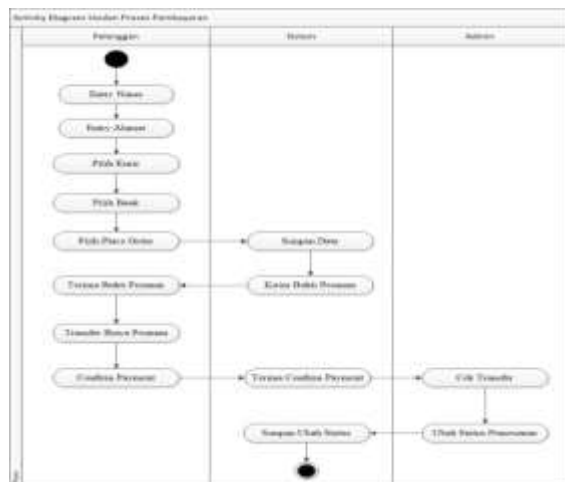 Activity Diagram Usulan Proses Pembayaran
Pelanggan
Sistem
Admin
Entry Nama
Entry Alamat
Pilih Kurir
Pilih Bank
Pilih Place Order
Simpan Data
Terima Bukti Pesanan
Kirim Bukti Pesanan
Transfer Biaya Pesanan
Confirm Payment
Terima Confirm Payment
Cek Transfer
Simpan Ubah Status
Ubah Status Pemesanan